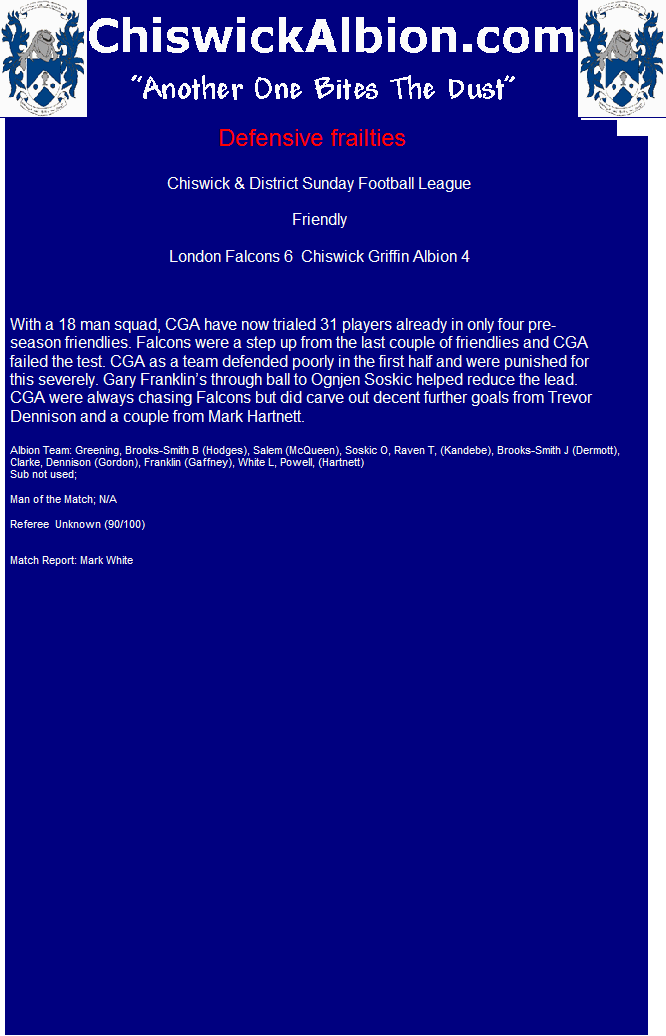 ChiswickAlbion.com
“Another One Bites The Dust”
Defensive frailties
Chiswick & District Sunday Football League
Friendly
London Falcons 6  Chiswick Griffin Albion 4
With a 18 man squad, CGA have now trialed 31 players already in only four pre-
season friendlies. Falcons were a step up from the last couple of friendlies and CGA
failed the test. CGA as a team defended poorly in the first half and were punished for
this severely. Gary Franklin’s through ball to Ognjen Soskic helped reduce the lead.
CGA were always chasing Falcons but did carve out decent further goals from Trevor
Dennison and a couple from Mark Hartnett.
Albion Team: Greening, Brooks-Smith B (Hodges), Salem (McQueen), Soskic O, Raven T, (Kandebe), Brooks-Smith J (Dermott),
Clarke, Dennison (Gordon), Franklin (Gaffney), White L, Powell, (Hartnett)
Sub not used;
Man of the Match; N/A
Referee  Unknown (90/100)
Match Report: Mark White